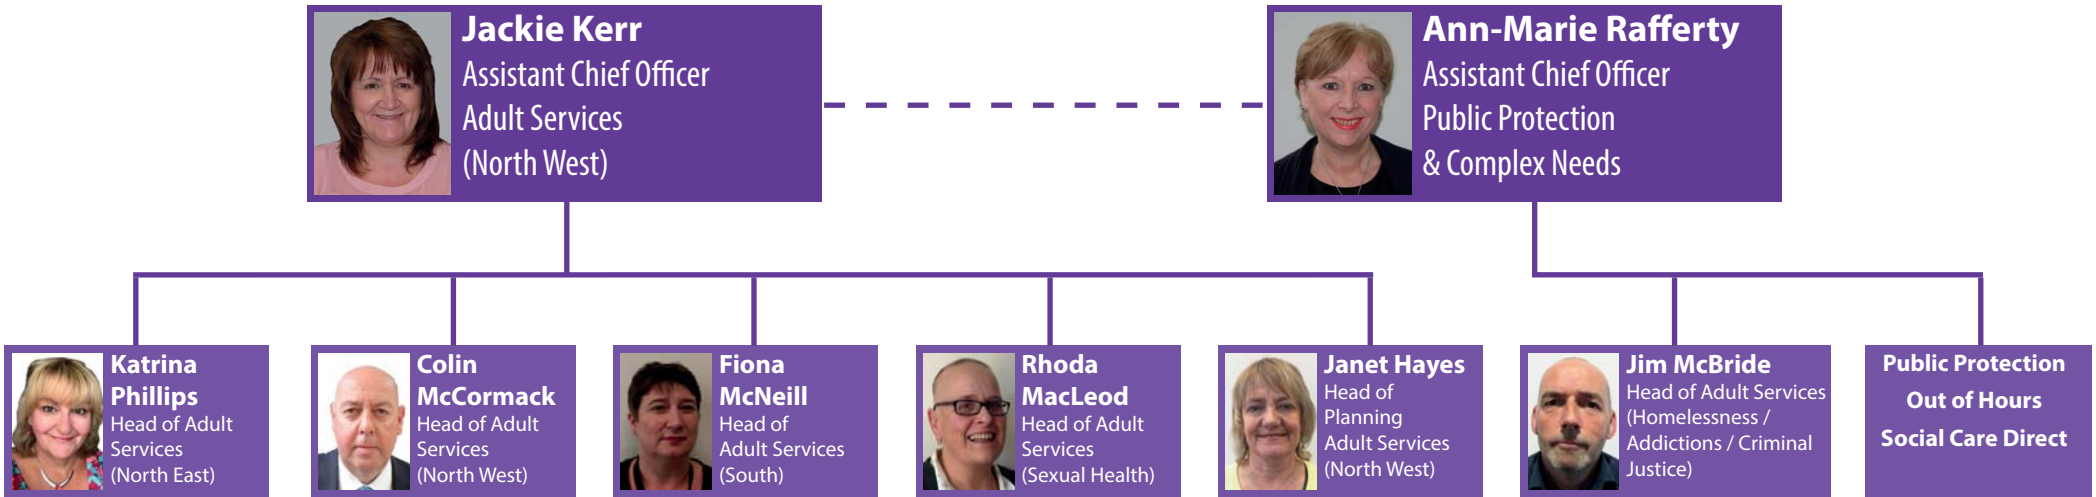 Jackie Kerr
Assistant Chief Officer
Adult Services
(North West)
Ann-Marie Rafferty
Assistant Chief Officer
Public Protection
& Complex Needs
Katrina
Phillips
Head of Adult
Services
(North East)
Colin
McCormack
Head of Adult
Services
(North West)
Fiona
McNeill
Head of
Adult Services
(South)
Rhoda
MacLeod
Head of Adult
Services
(Sexual Health)
Janet Hayes
Head of
Planning
Adult Services
(North West)
Jim McBride
Head of Adult Services
(Homelessness /
Addictions / Criminal
Justice)
Public Protection
Out of Hours
Social Care Direct